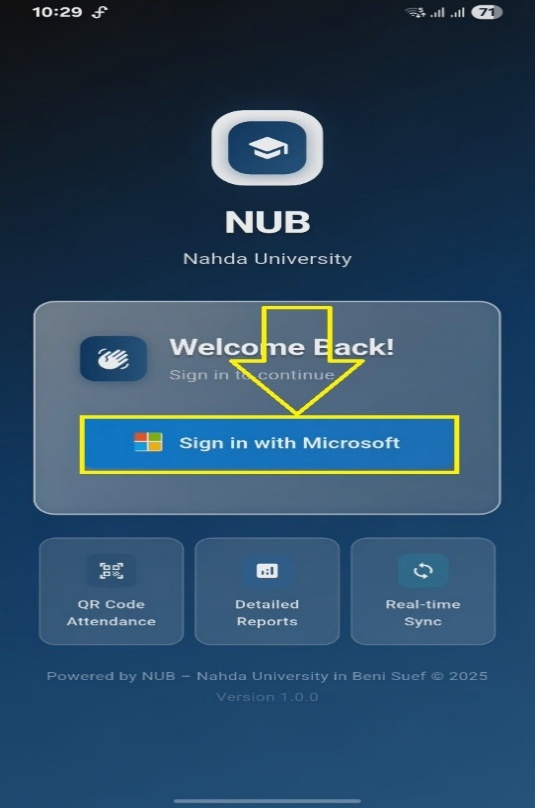 10:29
71
NUB
Nahda University
Welcome Back!
Sign in to continue
Sign in with Microsoft
QR Code
Attendance
Detailed
Reports
Real-time
Sync
Powered by NUB – Nahda University in Beni Suef © 2025
Version 1.0.0